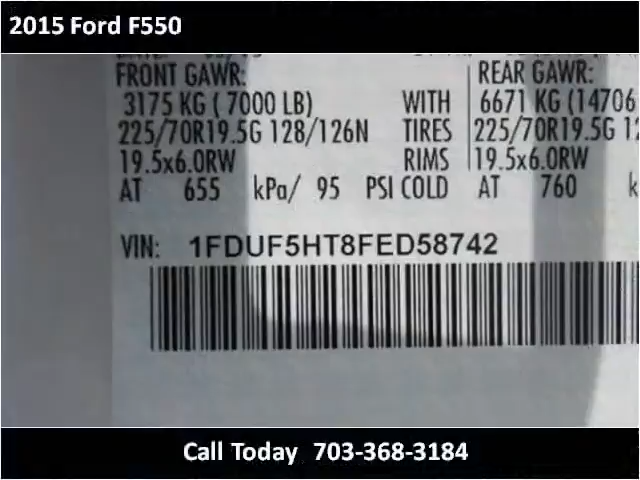 2015 Ford F550
FRONT GAWR: REAR GAWR:
3175 KG ( 7000 LB) WITH 6671 KG (14706
225/70R19.5G 128/126N TIRES 225/70R19.5G
19.5x6.0RW RIMS 19.5x6.0RW
AT 655 kPa/ 95 PSI COLD AT 760
VIN: 1FDUF5HT8FED58742
Call Today 703-368-3184